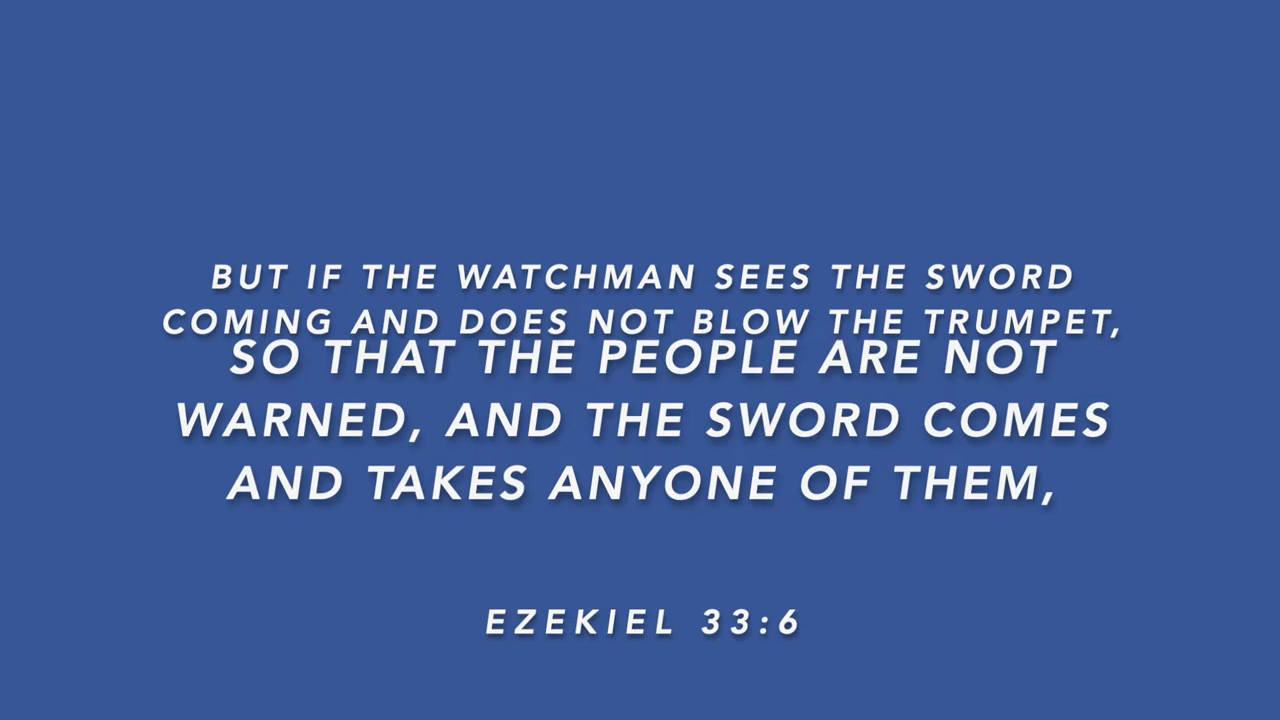 BUT IF THE WATCHMAN SEES THE SWORD
COMING AND DOES NOT BLOW THE TRUMPET,
SO THAT THE PEOPLE ARE NOT
WARNED, AND THE SWORD COMES
AND TAKES ANYONE OF THEM,
EZEKIEL 33:6